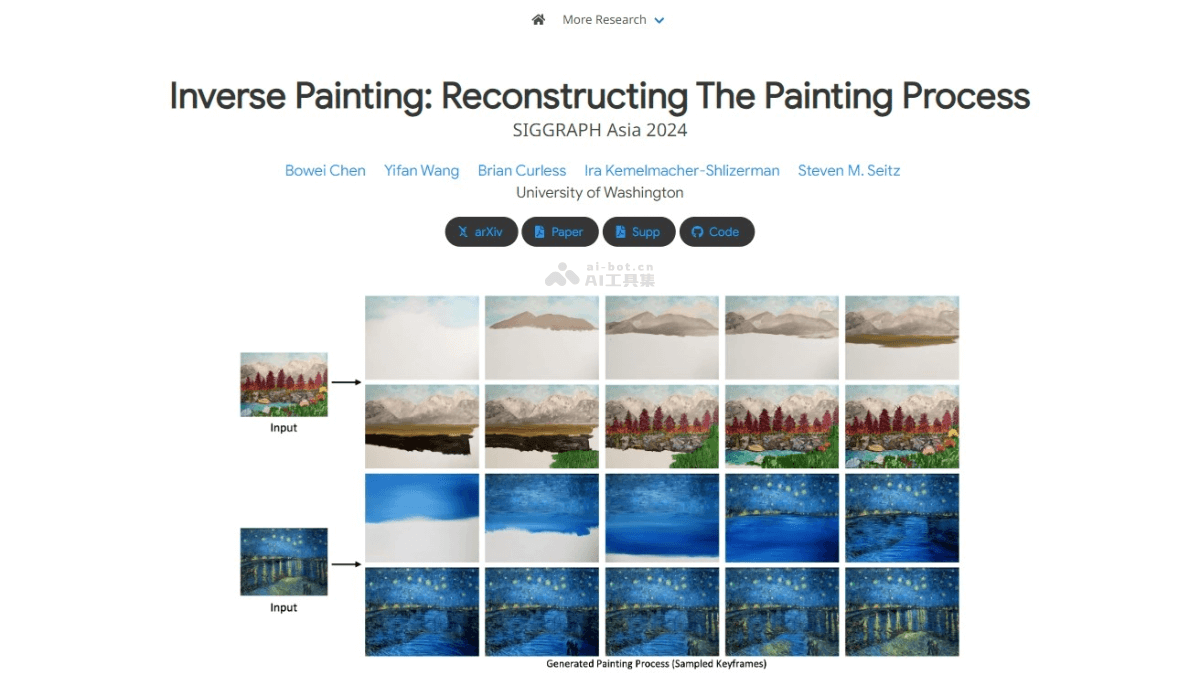 More Research
Inverse Painting: Reconstructing The Painting Process
SIGGRAPH Asia 2024
Bowei Chen Yifan Wang Brian Curless Ira Kemelmacher-Shlizerman Steven M. Seitz
University of Washington
arXiv Paper Supp Code
ai-bot.cn
AI工具集
Input
Input
Generated Painting Process (Sampled Keyframes)